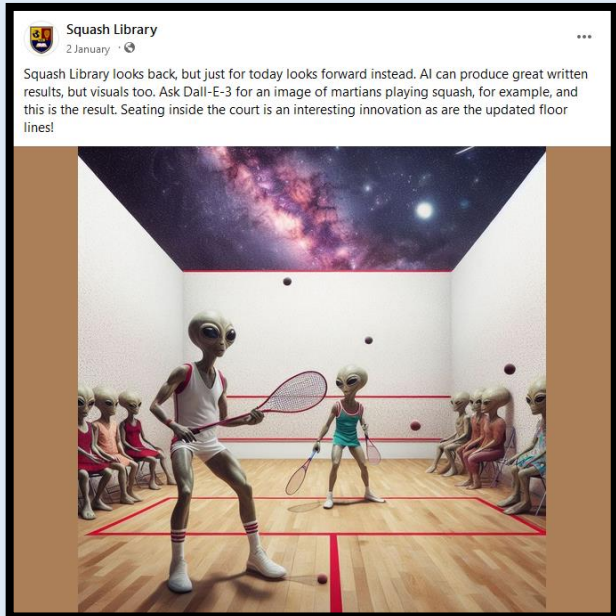 Squash Library
2 January
Squash Library looks back, but just for today looks forward instead. AI can produce great written
results, but visuals too. Ask Dall-E-3 for an image of martians playing squash, for example, and
this is the result. Seating inside the court is an interesting innovation as are the updated floor
lines!